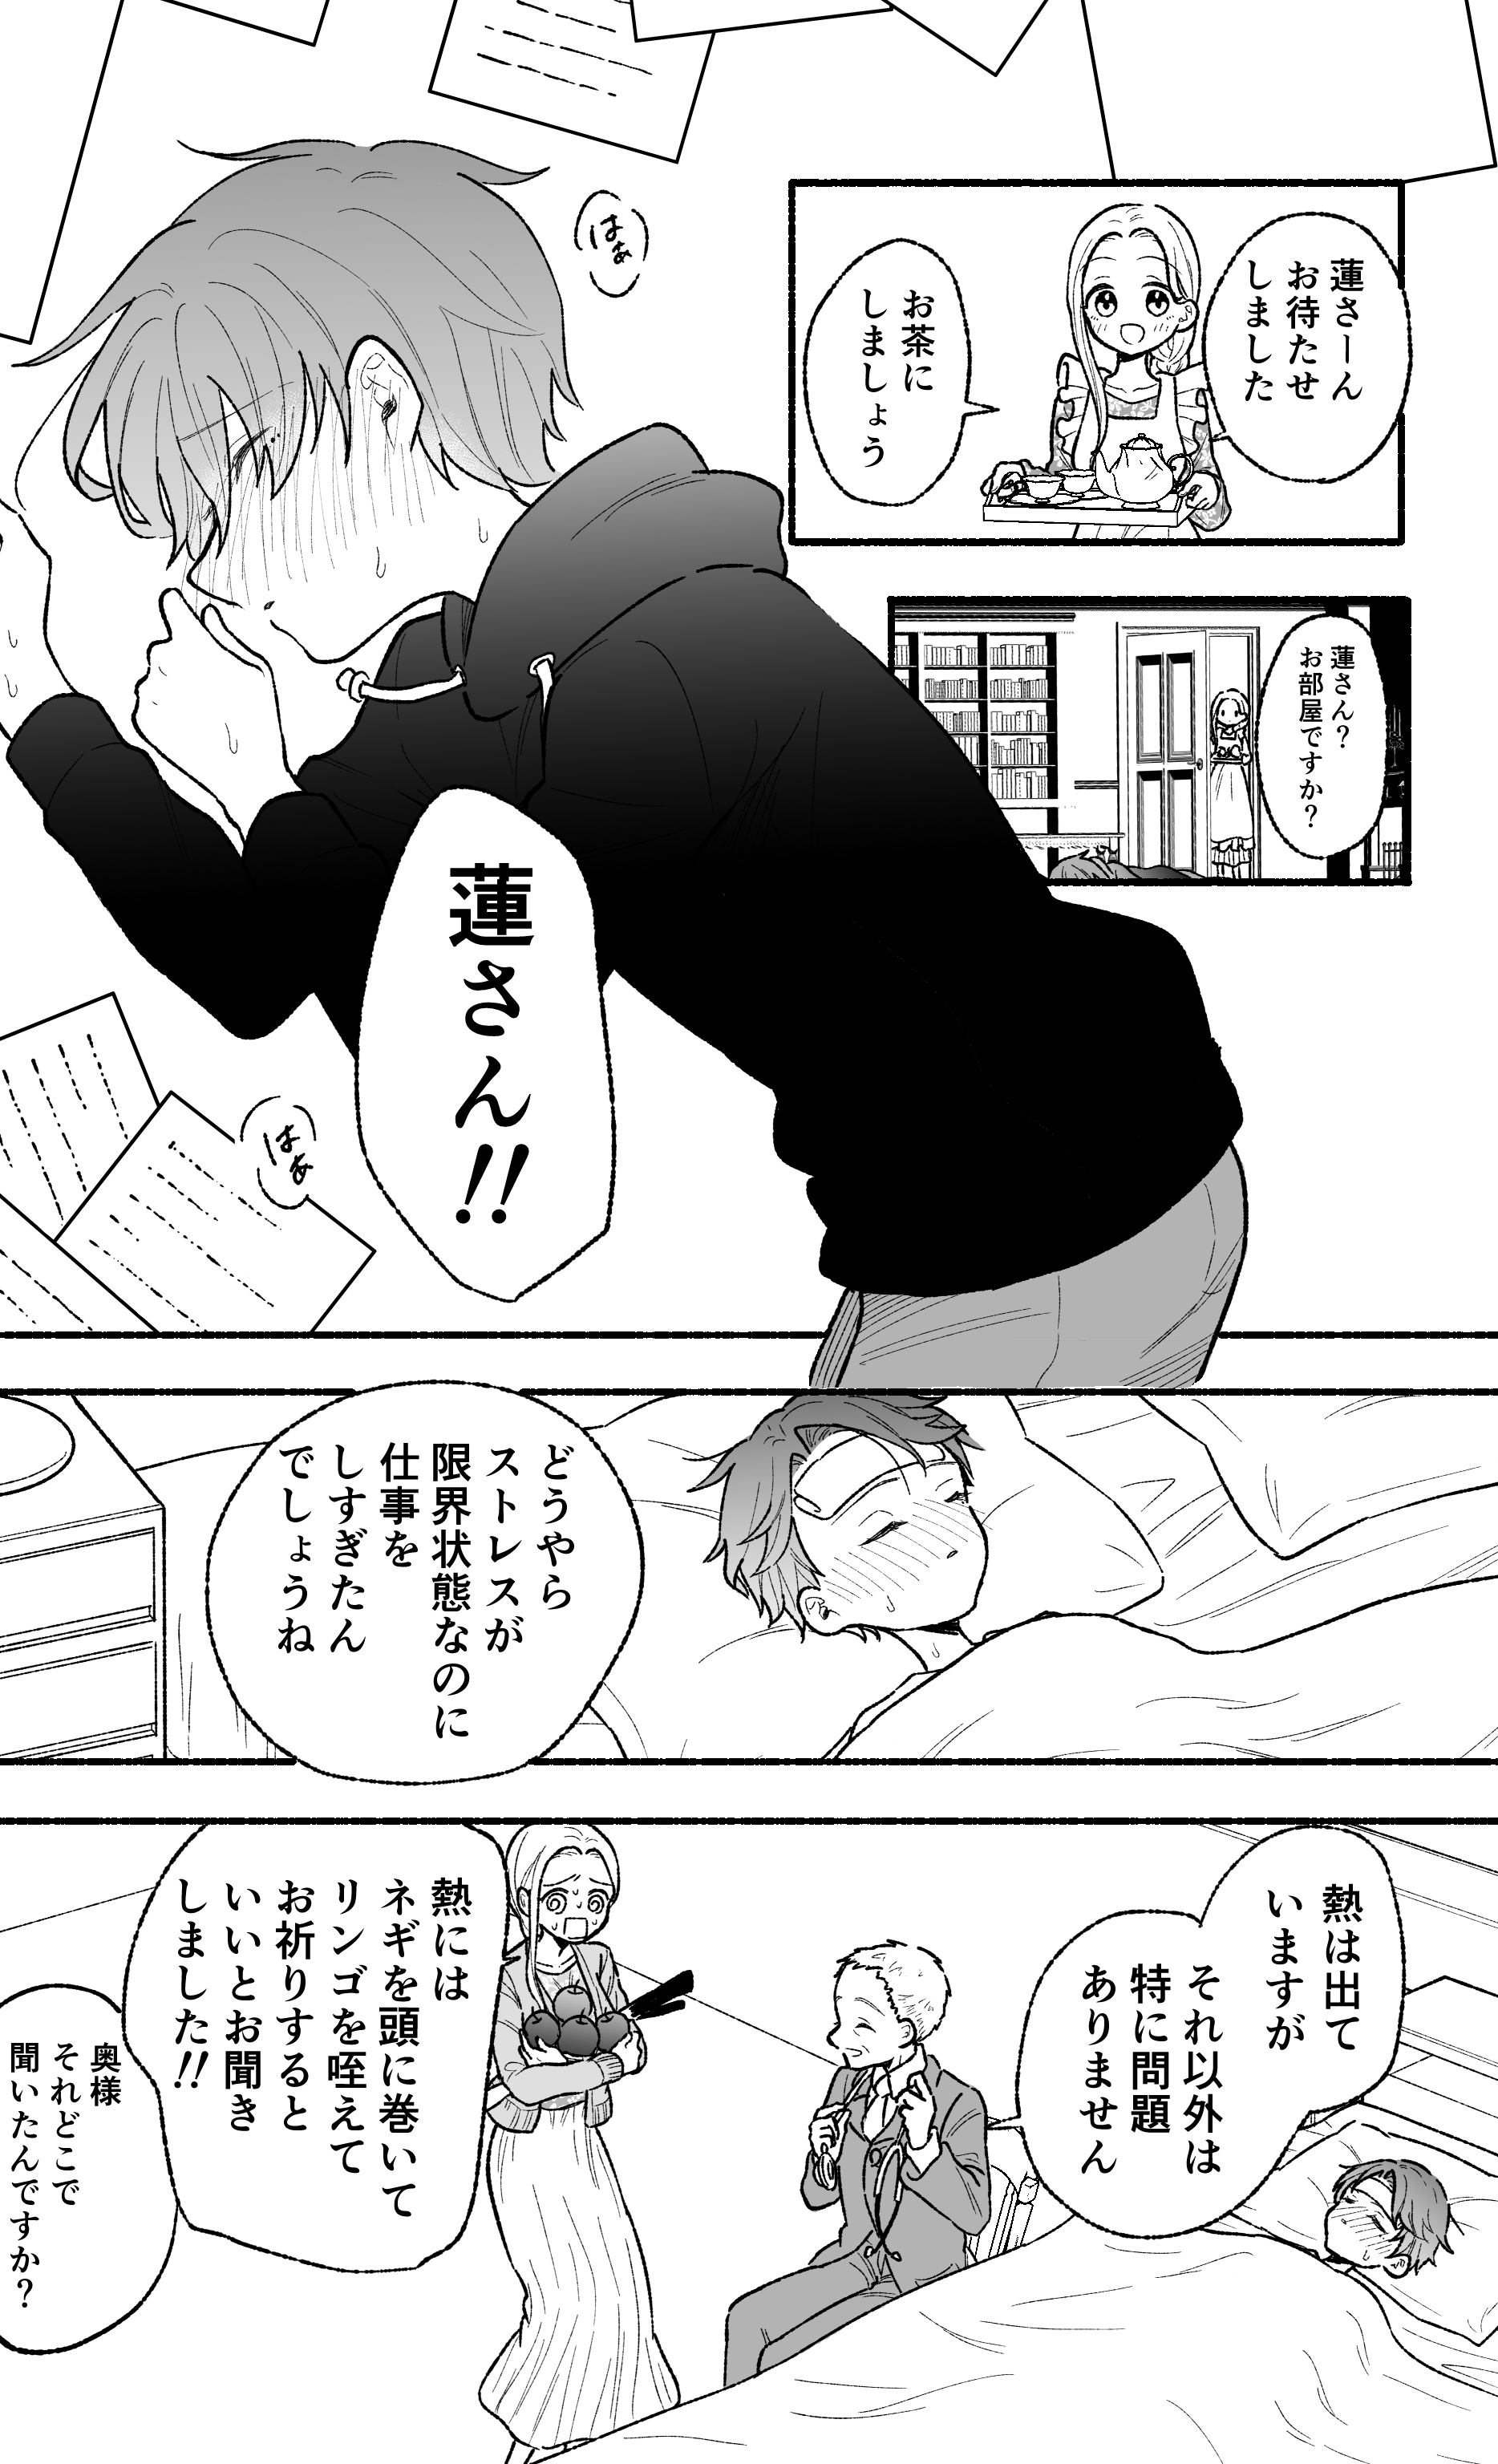 蓮さーん
お待たせ
しました
お茶に
しましょう
蓮さん?
お部屋ですか?
はぁ
蓮さん!!
はぁ
どうやら
ストレスが
限界状態なのに
仕事を
しすぎたん
でしょうね
熱は出て
いますが
それ以外は
特に問題
ありません
熱には
ネギを頭に巻いて
リンゴを咥えて
お祈りすると
いいとお聞き
しました!!
奥様
それどこで
聞いたんですか?